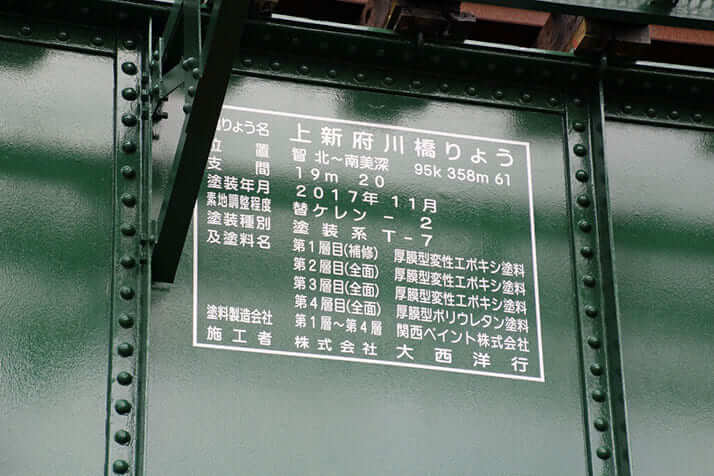 りょう名 上新府川橋りょう
位置 智北～南美深 95k 358m 61
支間 19m 20
塗装年月 2017年 11月
素地調整程度 替ケレン－2
塗装種別 塗装系T－7
及塗料名 第1層目(補修) 厚膜型変性エポキシ塗料
第2層目(全面) 厚膜型変性エポキシ塗料
第3層目(全面) 厚膜型変性エポキシ塗料
第4層目(全面) 厚膜型ポリウレタン塗料
塗料製造会社 第1層～第4層 関西ペイント株式会社
施工者 株式会社 大西洋行